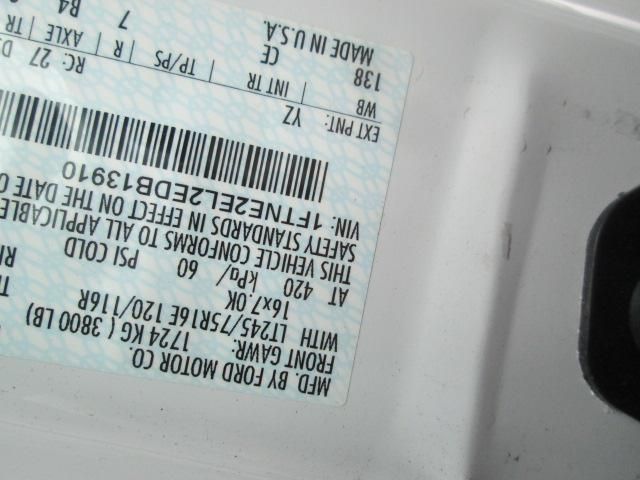 MFD. BY FORD MOTOR CO.
FRONT GAWR:
1724 KG ( 3800 LB)
WITH LT245/75R16E 120/116R
16x7.0K
AT 420 kPa/ 60 PSI COLD
THIS VEHICLE CONFORMS TO ALL APPLICABLE
SAFETY STANDARDS IN EFFECT ON THE DATE
VIN: 1FTNE2EL2EDB13910
EXT PNT: YZ RC: 27
WB INT TR TP/PS R AXLE TR
138 CE 7 B4
MADE IN U.S.A.